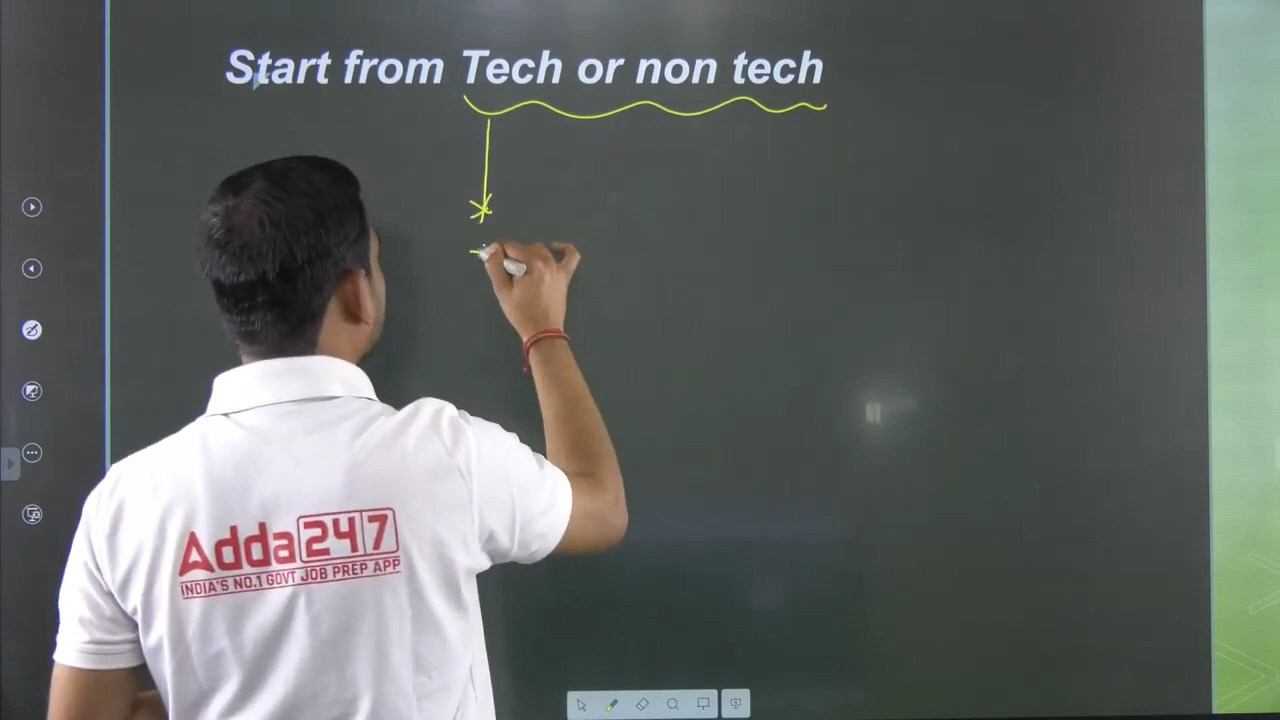 Start from Tech or non tech
Adda247
INDIA'S NO.1 GOVT JOB PREP APP